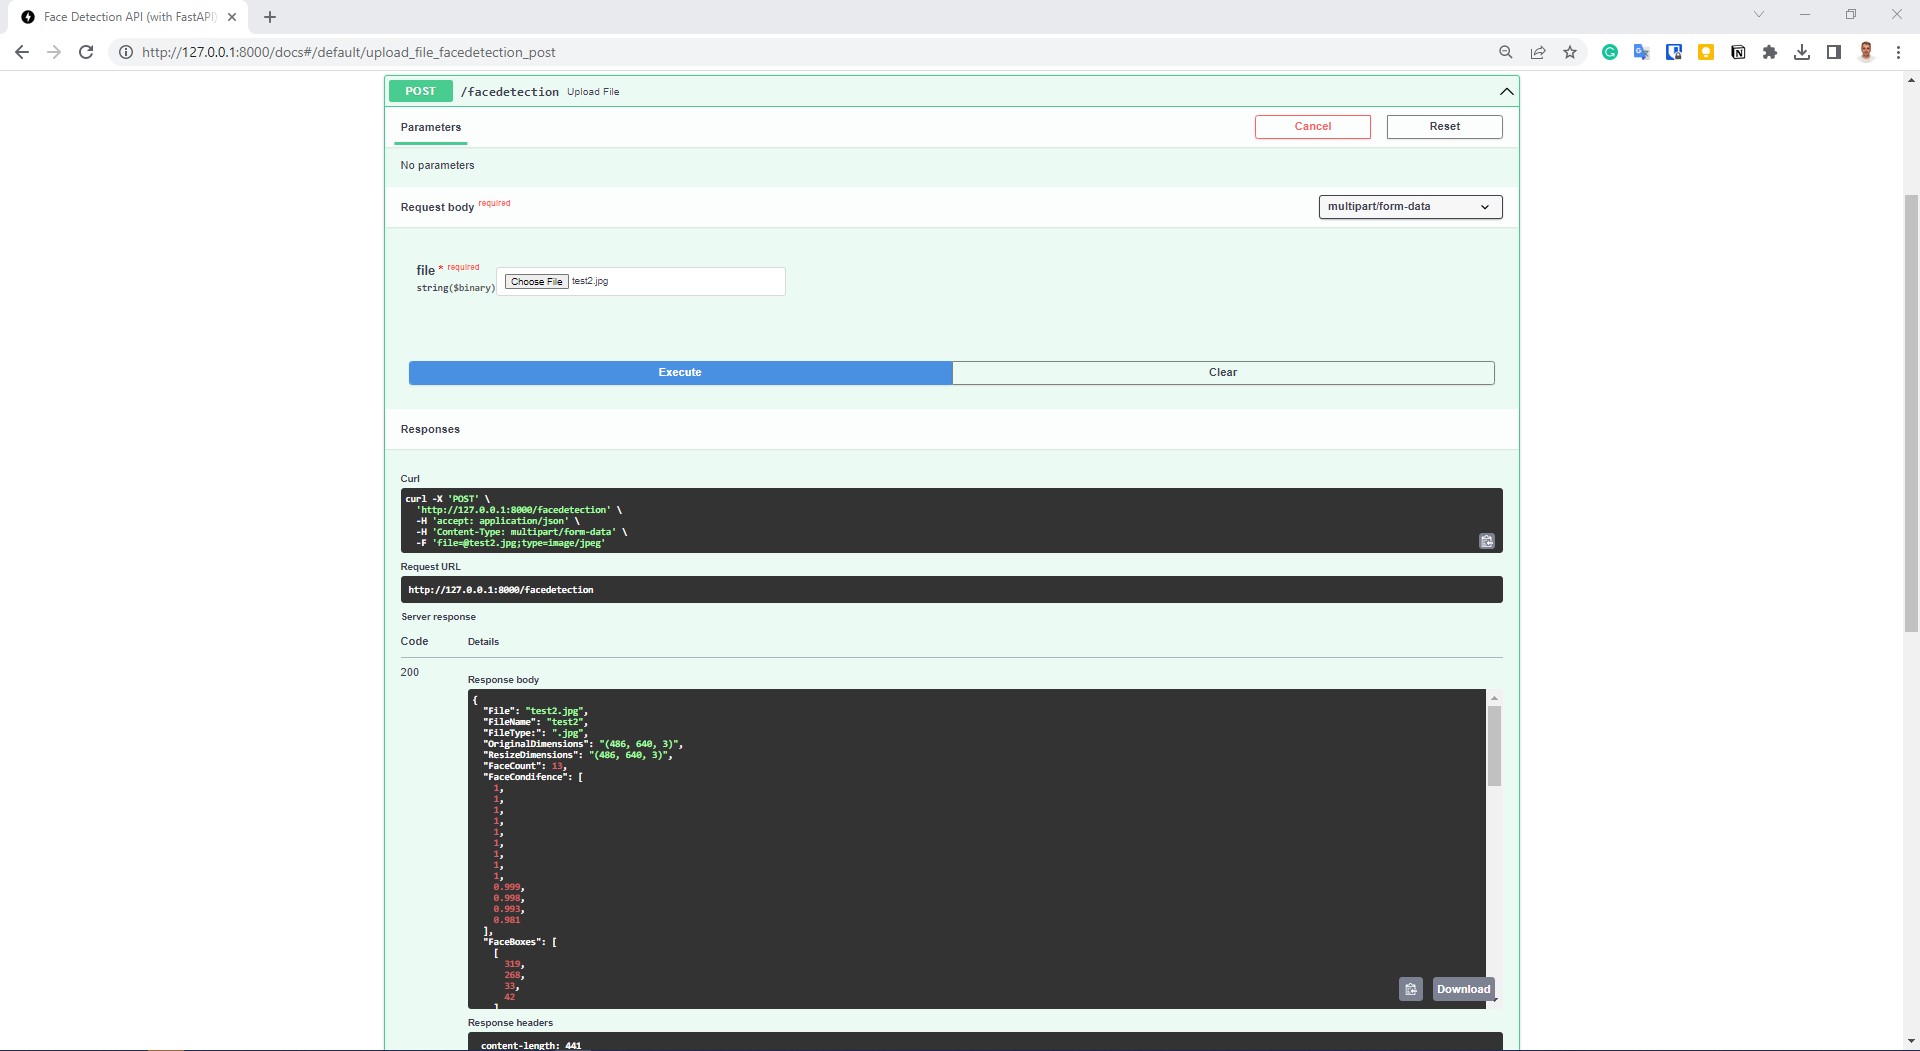 Face Detection API (with FastAPI)
http://127.0.0.1:8000/docs#/default/upload_file_facedetection_post
POST /facedetection Upload File
Parameters
Cancel
Reset
No parameters
Request body required
multipart/form-data
file * required
string($binary)
Choose File test2.jpg
Execute
Clear
Responses
Curl
curl -X 'POST' \
'http://127.0.0.1:8000/facedetection' \
-H 'accept: application/json' \
-H 'Content-Type: multipart/form-data' \
-F 'file=@test2.jpg;type=image/jpeg'
Request URL
http://127.0.0.1:8000/facedetection
Server response
Code Details
200
Response body
{
"File": "test2.jpg",
"FileName": "test2",
"FileType:": ".jpg",
"OriginalDimensions": "(486, 640, 3)",
"ResizeDimensions": "(486, 640, 3)",
"FaceCount": 13,
"FaceCondifence": [
1,
1,
1,
1,
1,
1,
1,
1,
1,
0.999,
0.998,
0.993,
0.981
],
"FaceBoxes": [
[
319,
268,
33,
42
]
Download
Response headers
content-length: 441